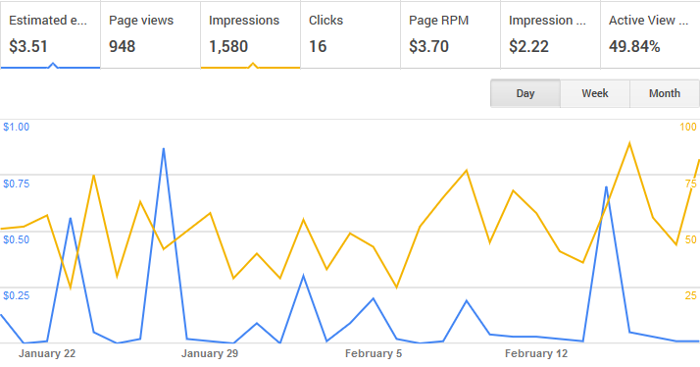 Estimated e... Page views Impressions Clicks Page RPM Impression ... Active View ...
$3.51 948 1,580 16 $3.70 $2.22 49.84%
Day Week Month
$1.00 100
$0.75 75
$0.50 50
$0.25 25
January 22 January 29 February 5 February 12